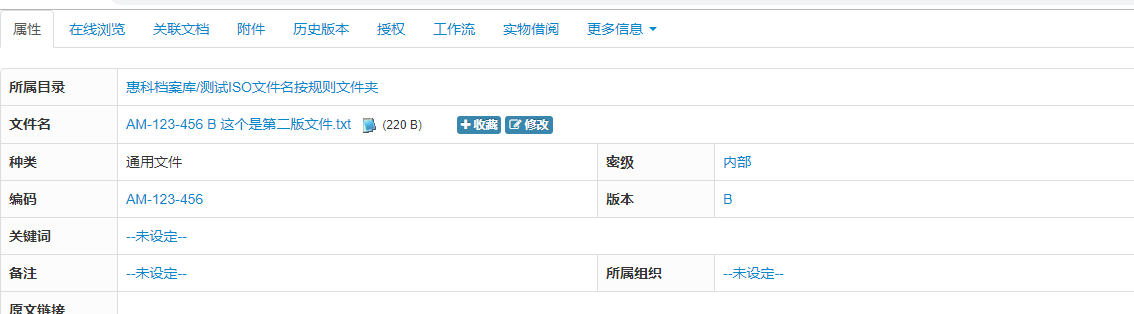 属性 在线浏览 关联文档 附件 历史版本 授权 工作流 实物借阅 更多信息
所属目录 惠科档案库/测试ISO文件名按规则文件夹
文件名 AM-123-456 B 这个是第二版文件.txt (220 B) 收藏 修改
种类 通用文件 密级 内部
编码 AM-123-456 版本 B
关键词 --未设定--
备注 --未设定-- 所属组织 --未设定--
原文链接